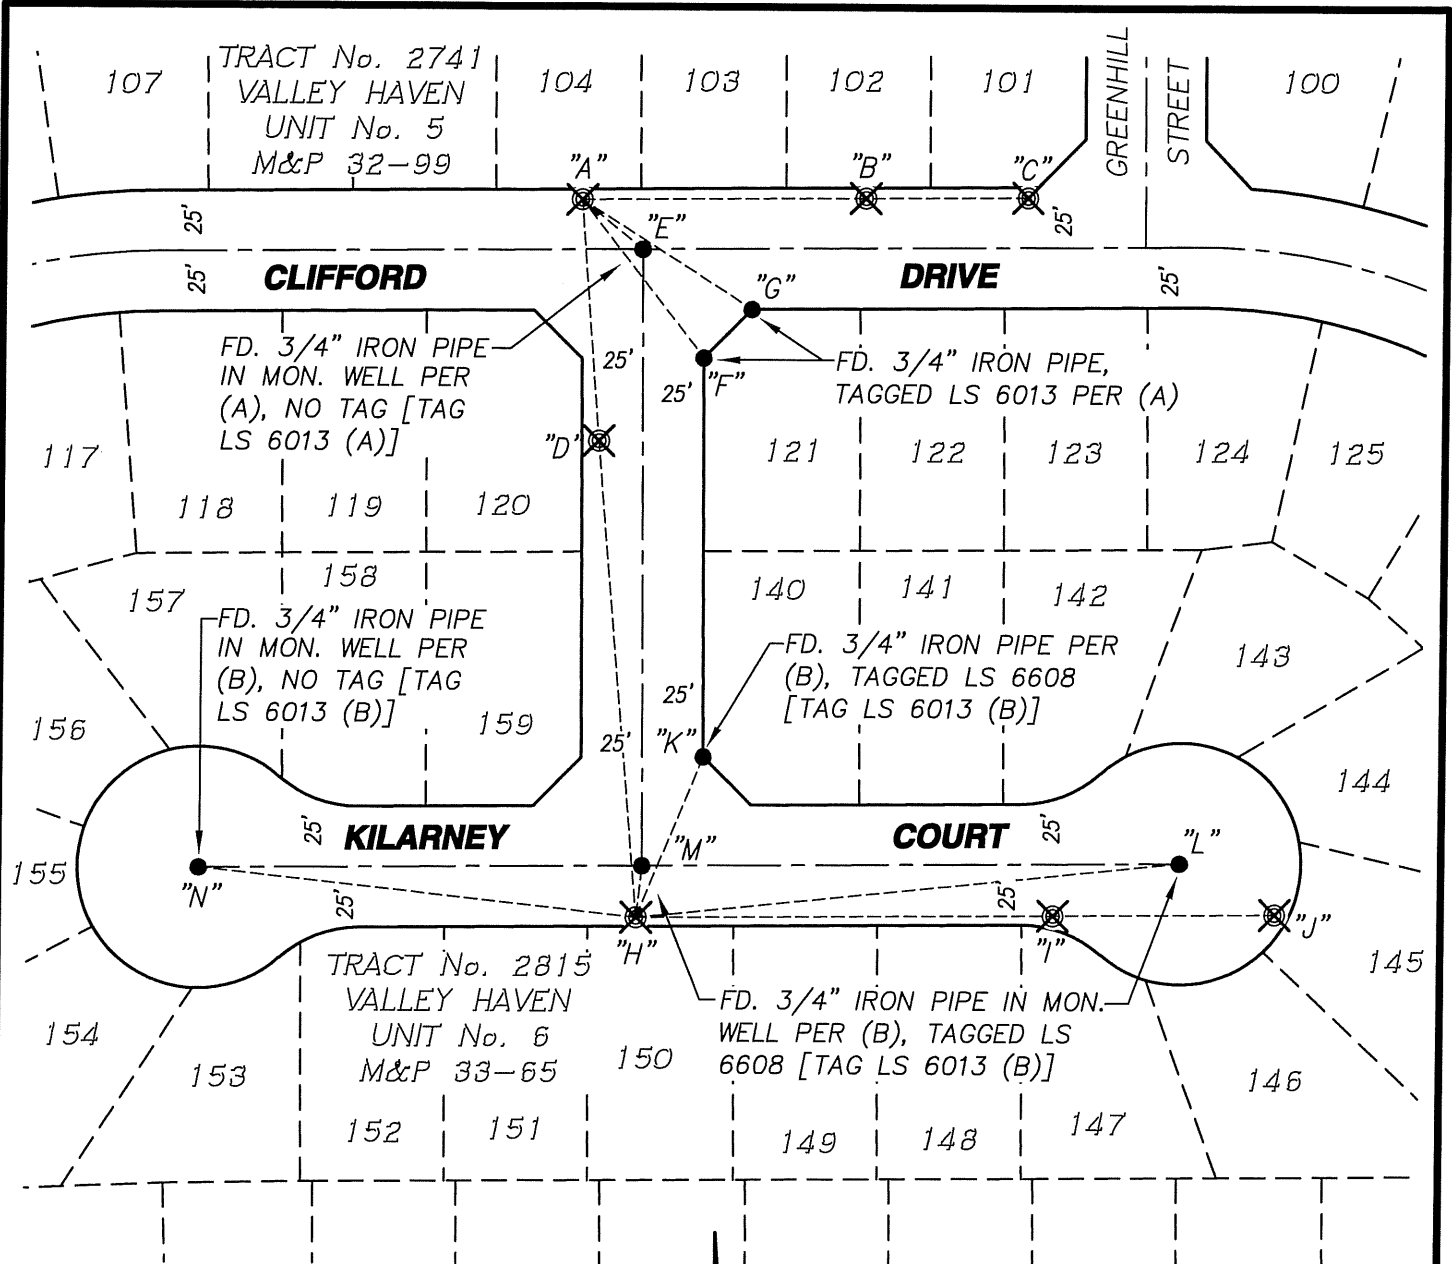 TRACT No. 2741
VALLEY HAVEN
UNIT No. 5
M&P 32-99
107
104
103
102
101
GREENHILL
STREET
100
"A"
"B"
"C"
25'
25'
"E"
25'
CLIFFORD
DRIVE
25'
"G"
FD. 3/4" IRON PIPE
IN MON. WELL PER
(A), NO TAG [TAG
LS 6013 (A)]
25'
25'
"F"
FD. 3/4" IRON PIPE,
TAGGED LS 6013 PER (A)
"D"
117
118
119
120
121
122
123
124
125
157
158
140
141
142
143
FD. 3/4" IRON PIPE
IN MON. WELL PER
(B), NO TAG [TAG
LS 6013 (B)]
FD. 3/4" IRON PIPE PER
(B), TAGGED LS 6608
[TAG LS 6013 (B)]
156
159
25'
25'
"K"
144
25'
KILARNEY
COURT
25'
"M"
"L"
155
"N"
25'
25'
"H"
"I"
"J"
145
TRACT No. 2815
VALLEY HAVEN
UNIT No. 6
M&P 33-65
FD. 3/4" IRON PIPE IN MON.
WELL PER (B), TAGGED LS
6608 [TAG LS 6013 (B)]
154
153
152
151
150
149
148
147
146